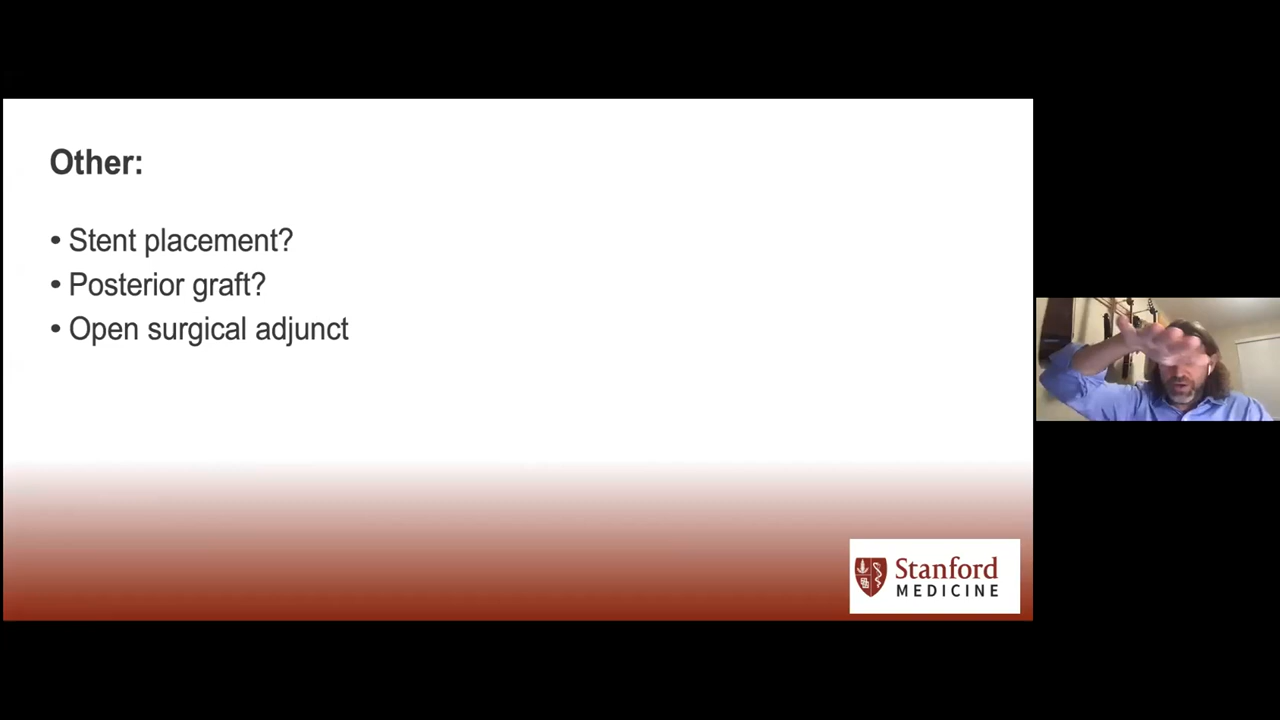 Other:
• Stent placement?
• Posterior graft?
• Open surgical adjunct
Stanford
MEDICINE